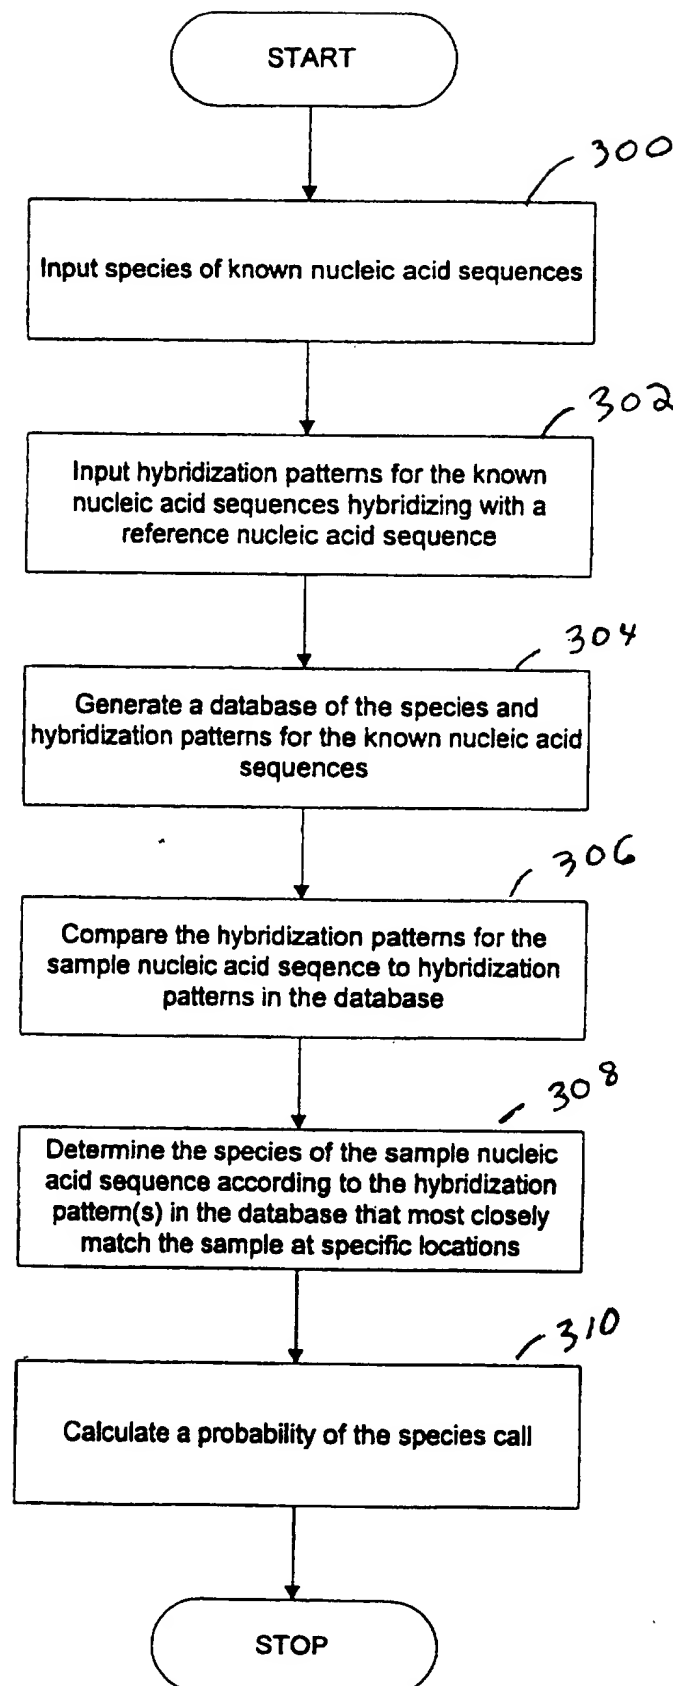 START
300
Input species of known nucleic acid sequences
302
Input hybridization patterns for the known
nucleic acid sequences hybridizing with a
reference nucleic acid sequence
304
Generate a database of the species and
hybridization patterns for the known nucleic acid
sequences
306
Compare the hybridization patterns for the
sample nucleic acid seqence to hybridization
patterns in the database
308
Determine the species of the sample nucleic
acid sequence according to the hybridization
pattern(s) in the database that most closely
match the sample at specific locations
310
Calculate a probability of the species call
STOP